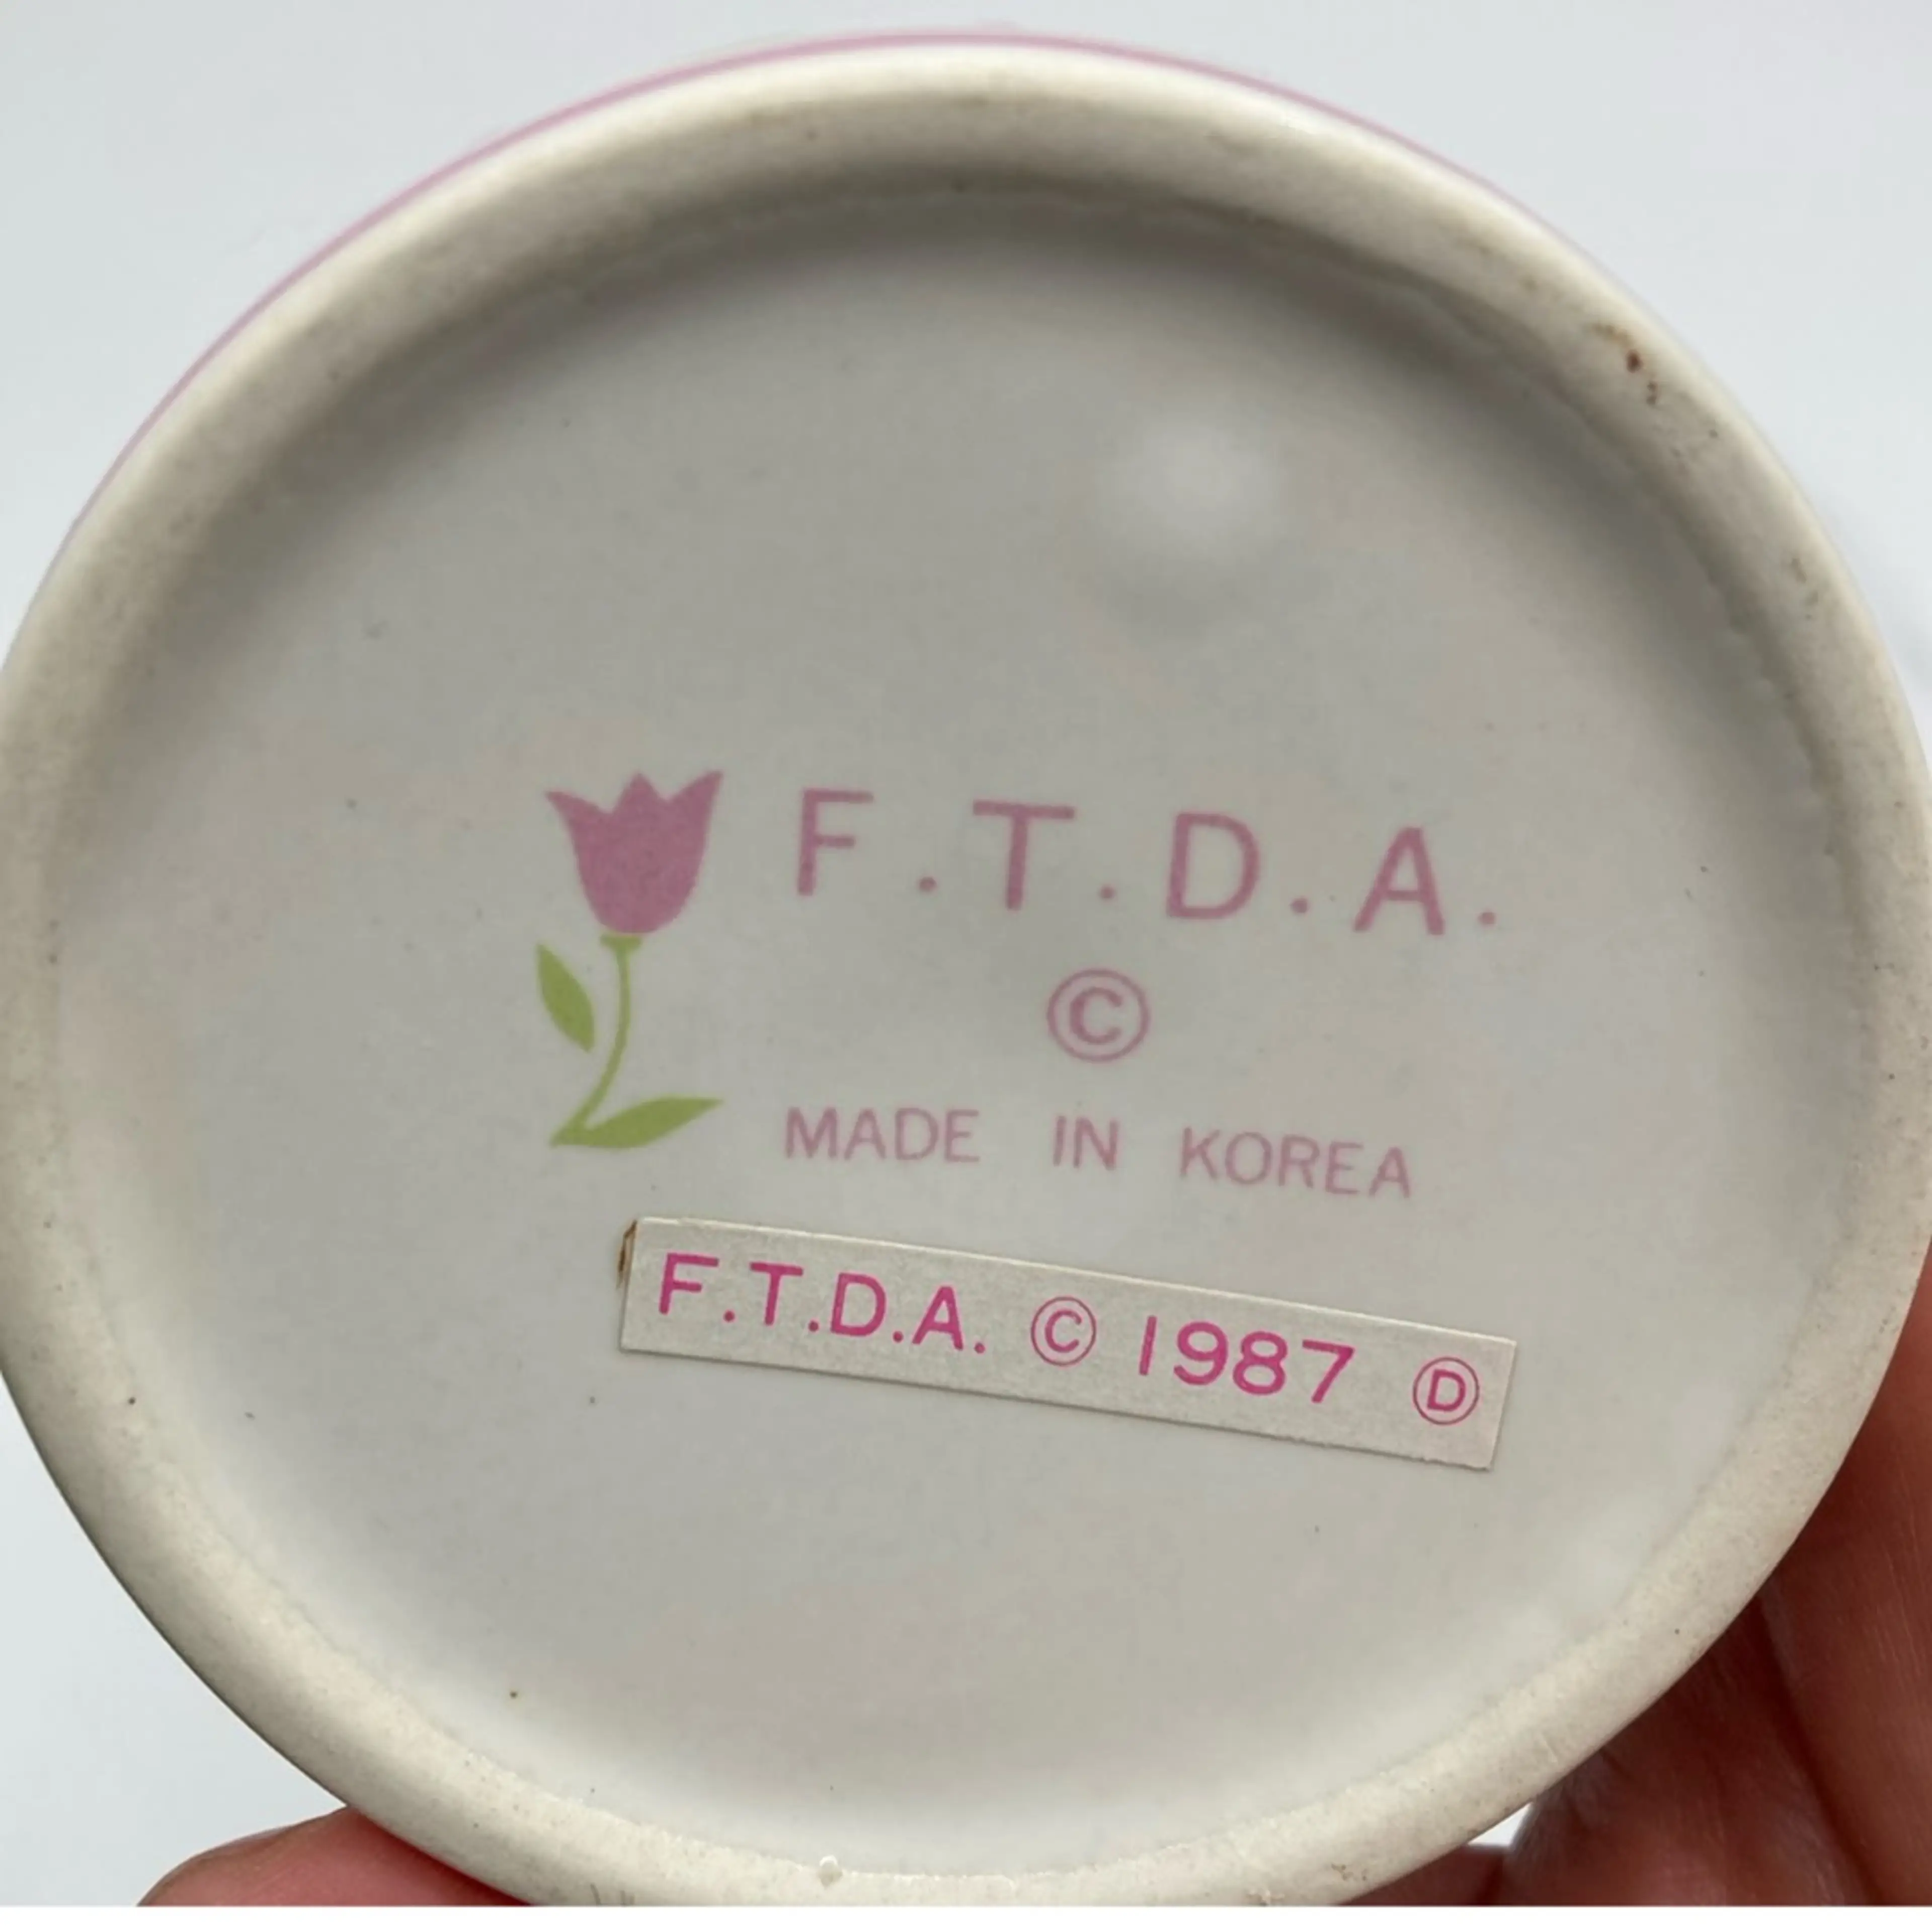 F.T.D.A.
©
MADE IN KOREA
F.T.D.A. © 1987 Ⓓ